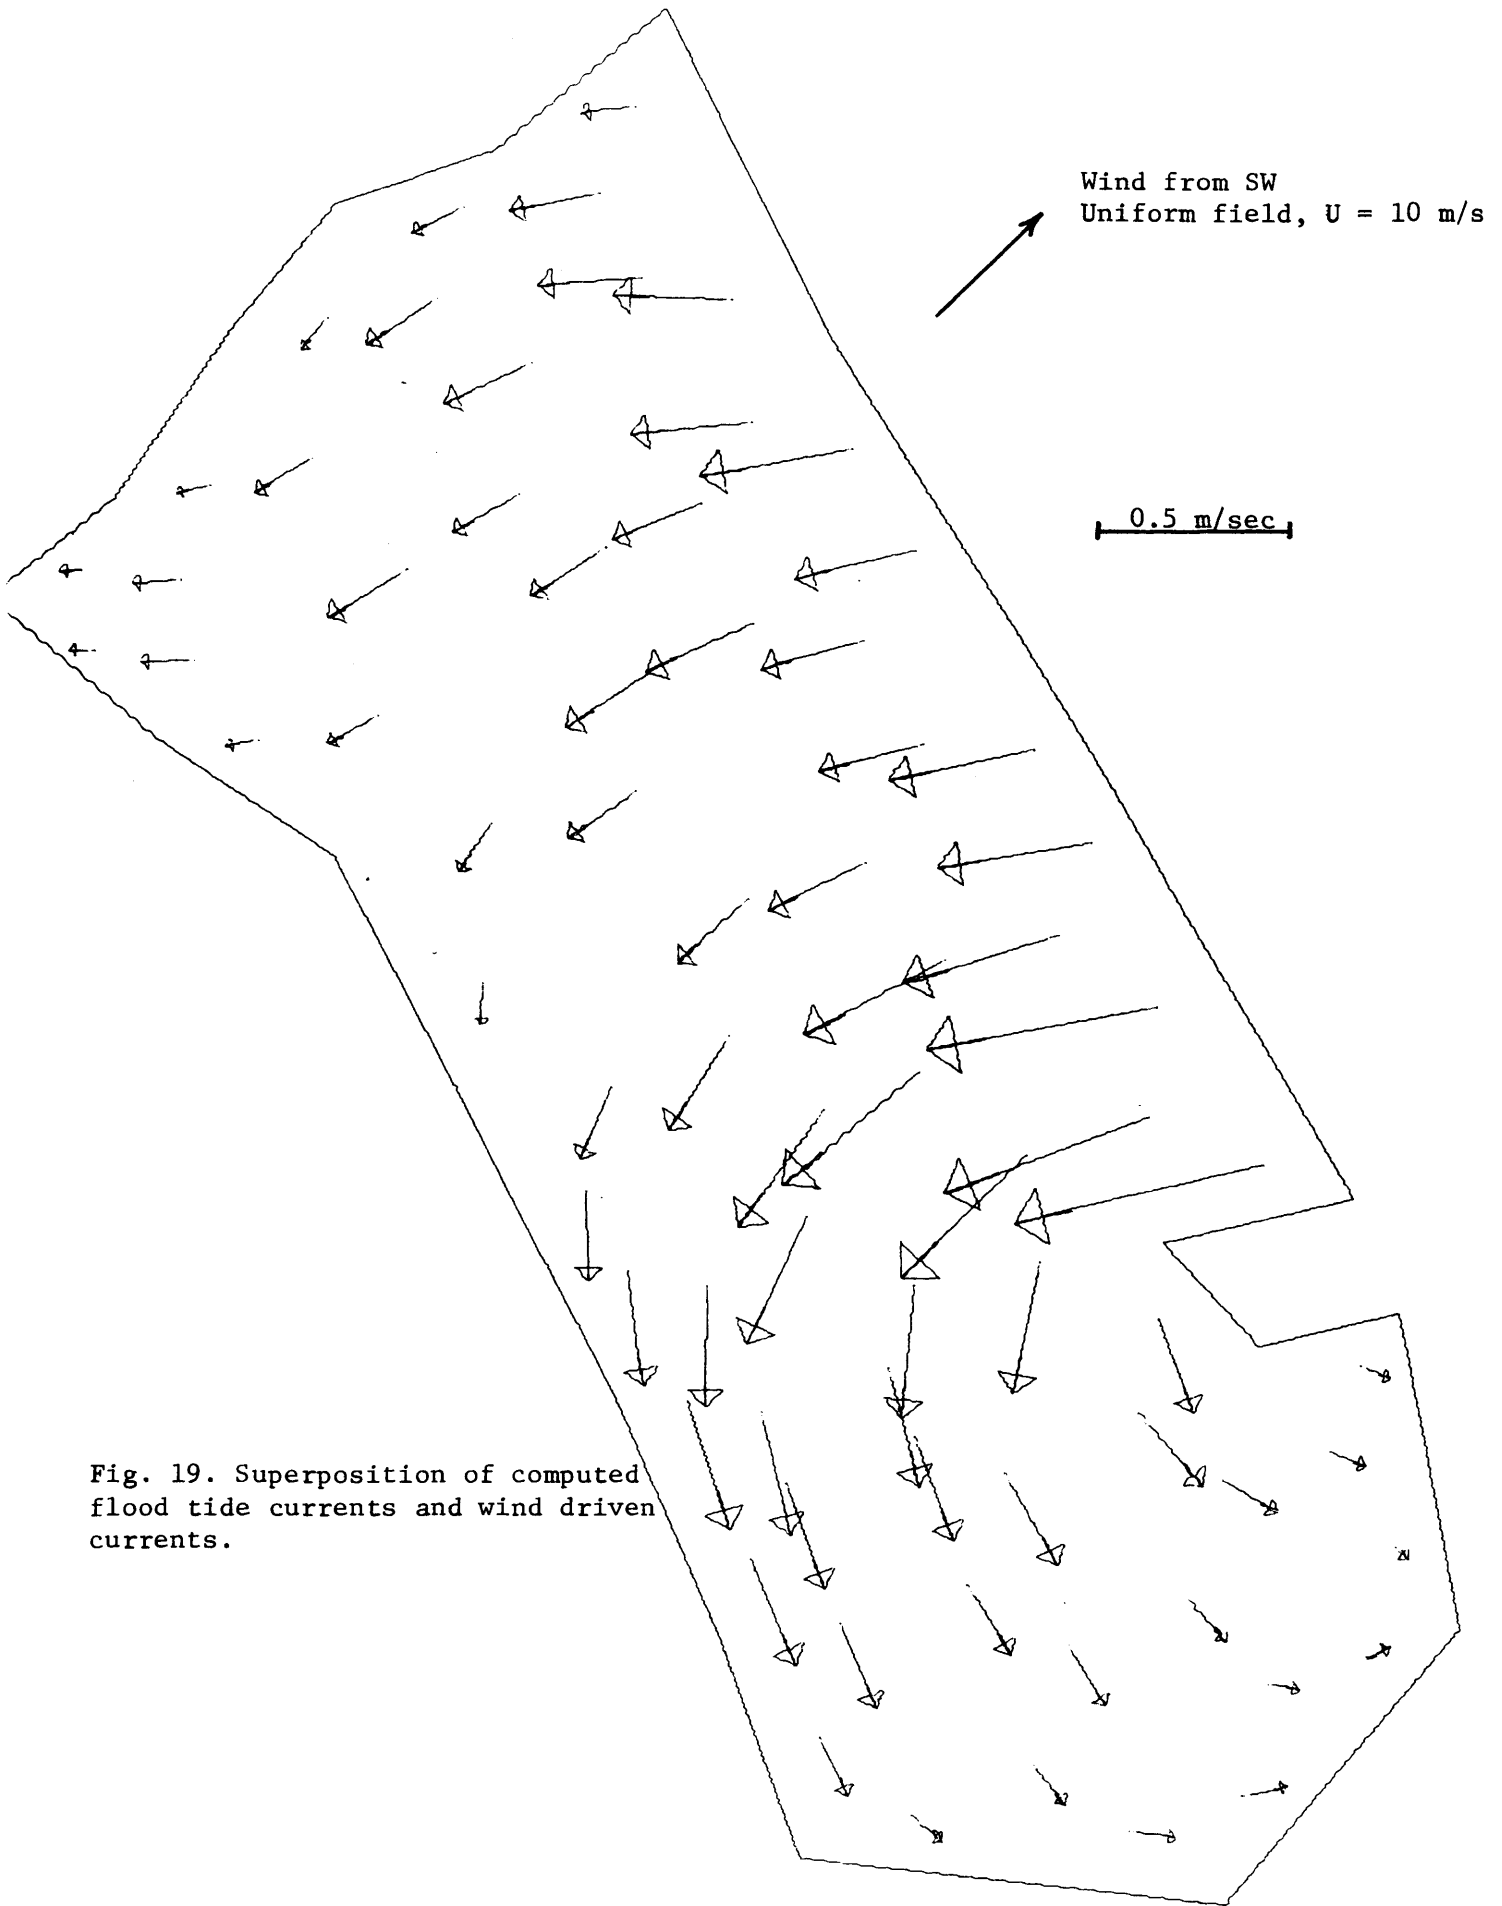 Wind from SW
Uniform field, U = 10 m/s
0.5 m/sec
Fig. 19. Superposition of computed
flood tide currents and wind driven
currents.